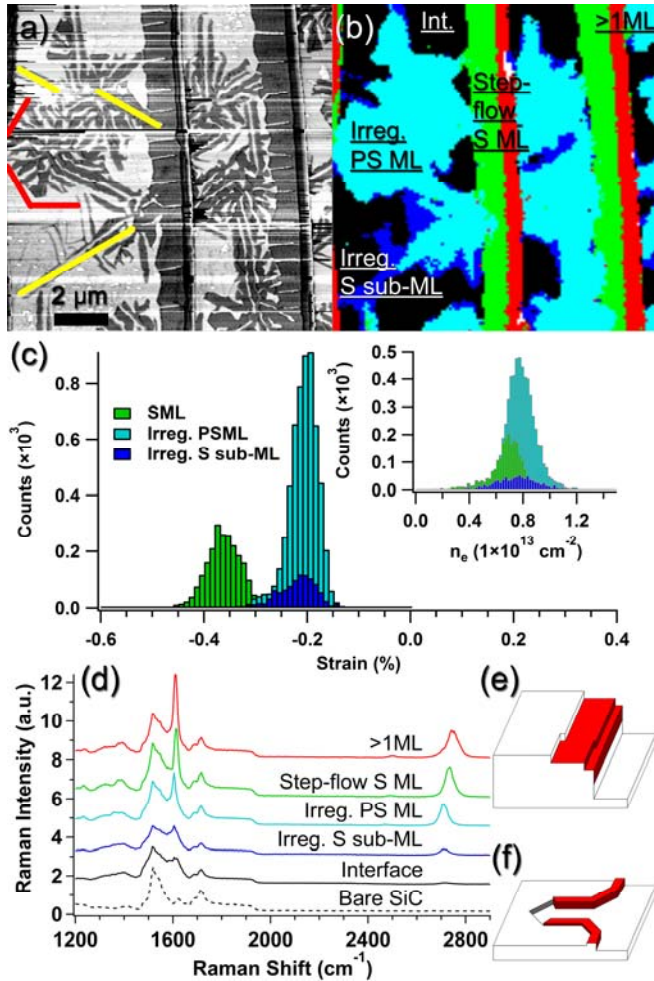 a)
2 µm
(b)
Int.
>1ML
Step-
flow
S ML
Irreg.
PS ML
Irreg.
S sub-ML
(c)
Counts (×10³)
0.8
0.6
0.4
0.2
0.0
SML
Irreg. PSML
Irreg. S sub-ML
-0.6 -0.4 -0.2 0.0 0.2 0.4
Strain (%)
Counts (×10³)
0.5
0.4
0.3
0.2
0.1
0.0
0.0 0.4 0.8 1.2
nₑ (1×10¹³ cm⁻²)
(d)
Raman Intensity (a.u.)
12
10
8
6
4
2
0
>1ML
Step-flow S ML
Irreg. PS ML
Irreg. S sub-ML
Interface
Bare SiC
1200 1600 2000 2400 2800
Raman Shift (cm⁻¹)
(e)
(f)